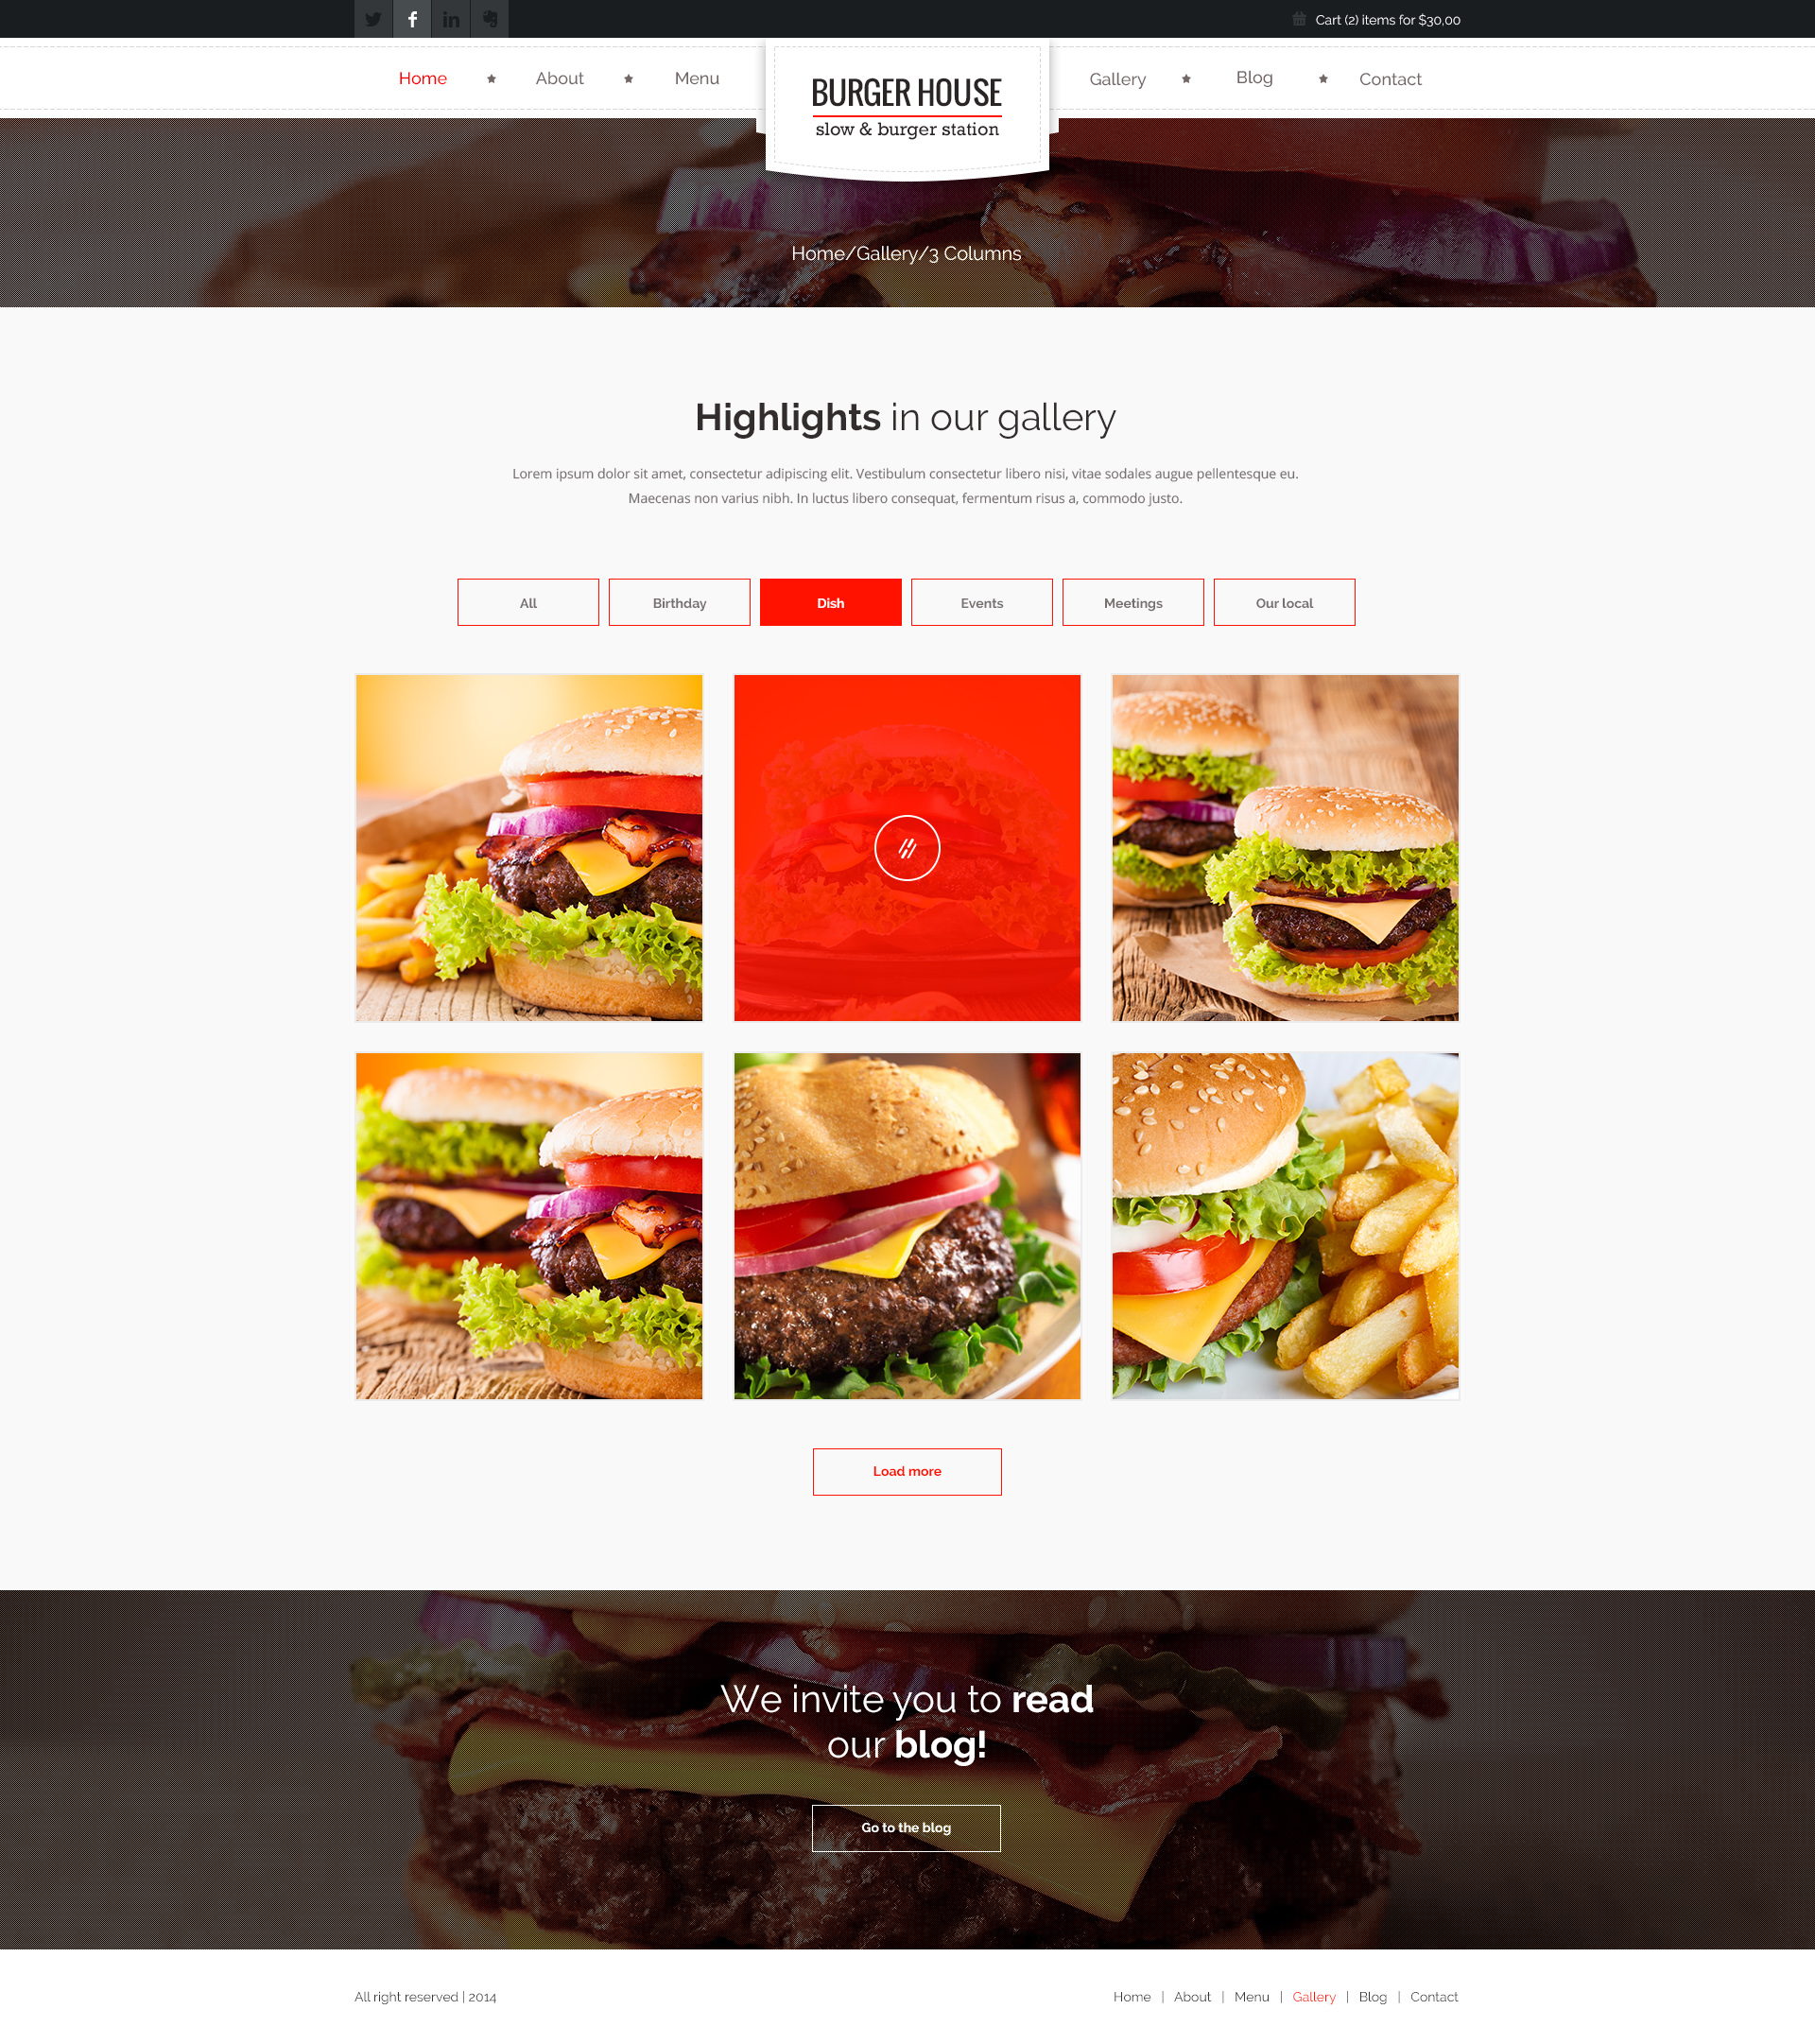 Cart (2) items for $30,00
Home
About
Menu
BURGER HOUSE
slow & burger station
Gallery
Blog
Contact
Home/Gallery/3 Columns
Highlights in our gallery
Lorem ipsum dolor sit amet, consectetur adipiscing elit. Vestibulum consectetur libero nisi, vitae sodales augue pellentesque eu.
Maecenas non varius nibh. In luctus libero consequat, fermentum risus a, commodo justo.
All
Birthday
Dish
Events
Meetings
Our local
Load more
We invite you to read
our blog!
Go to the blog
All right reserved | 2014
Home | About | Menu | Gallery | Blog | Contact